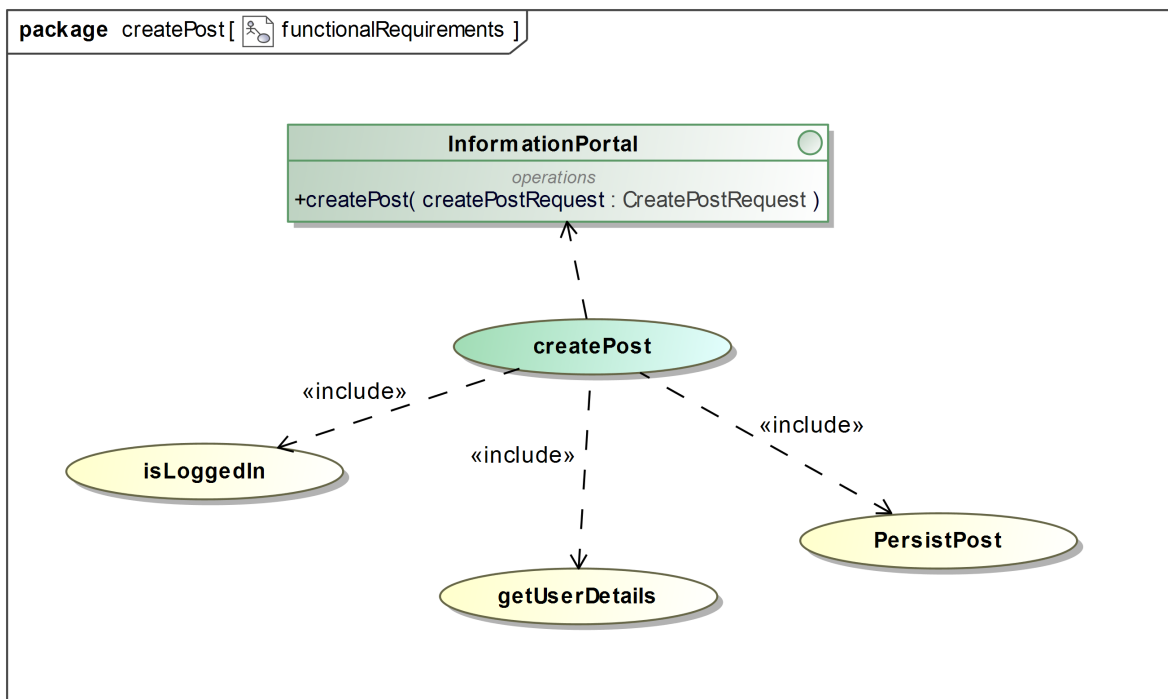 package createPost [ functionalRequirements ]
InformationPortal
operations
+createPost( createPostRequest : CreatePostRequest )
createPost
«include»
«include»
«include»
isLoggedIn
PersistPost
getUserDetails